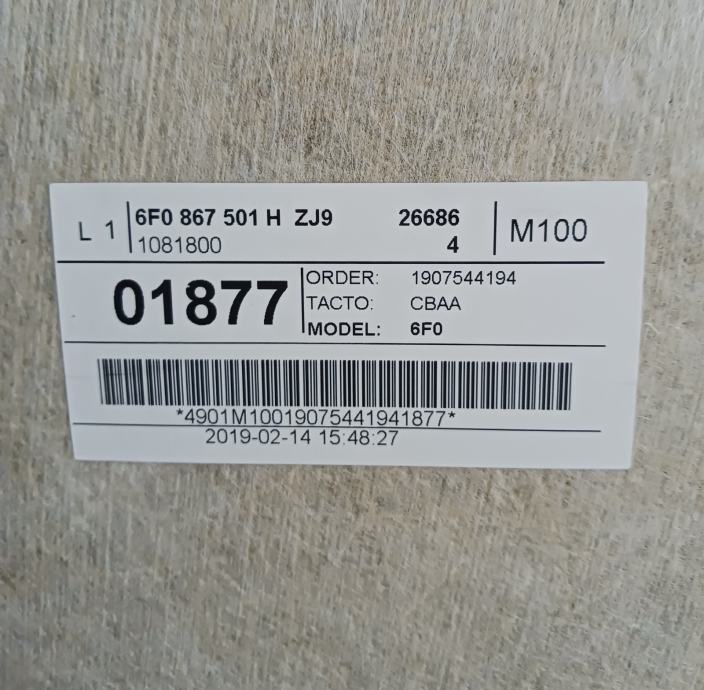 L 1 6F0 867 501 H ZJ9 26686 M100
1081800 4
01877
ORDER: 1907544194
TACTO: CBAA
MODEL: 6F0
*4901M10019075441941877*
2019-02-14 15:48:27